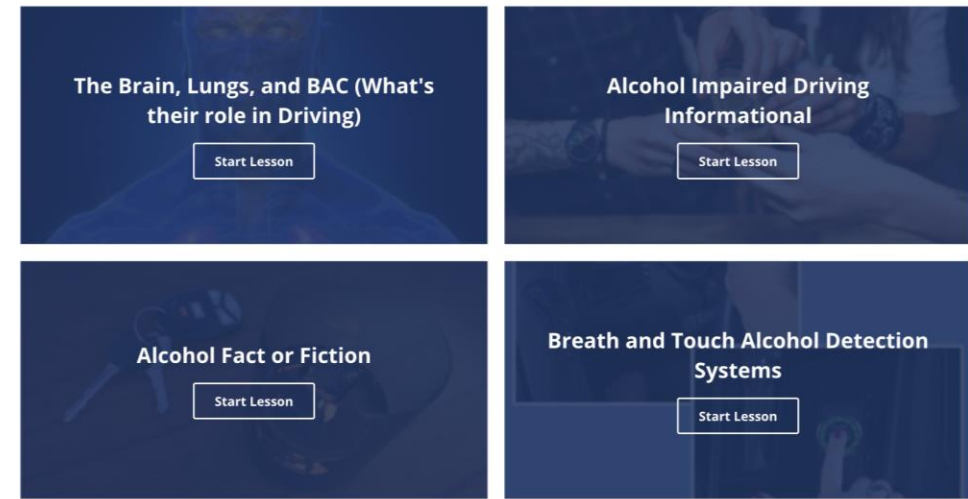 The Brain, Lungs, and BAC (What's
their role in Driving)
Start Lesson
Alcohol Impaired Driving
Informational
Start Lesson
Alcohol Fact or Fiction
Start Lesson
Breath and Touch Alcohol Detection
Systems
Start Lesson